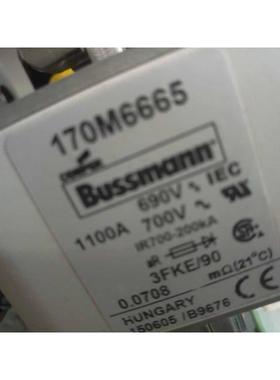 170M6665
COOPER
Bussmann
690V ∿ IEC
1100A 700V ∿
IR700-200kA
aR
3FKE/90
0.0708 mΩ(21°C)
HUNGARY
150605 /B9676